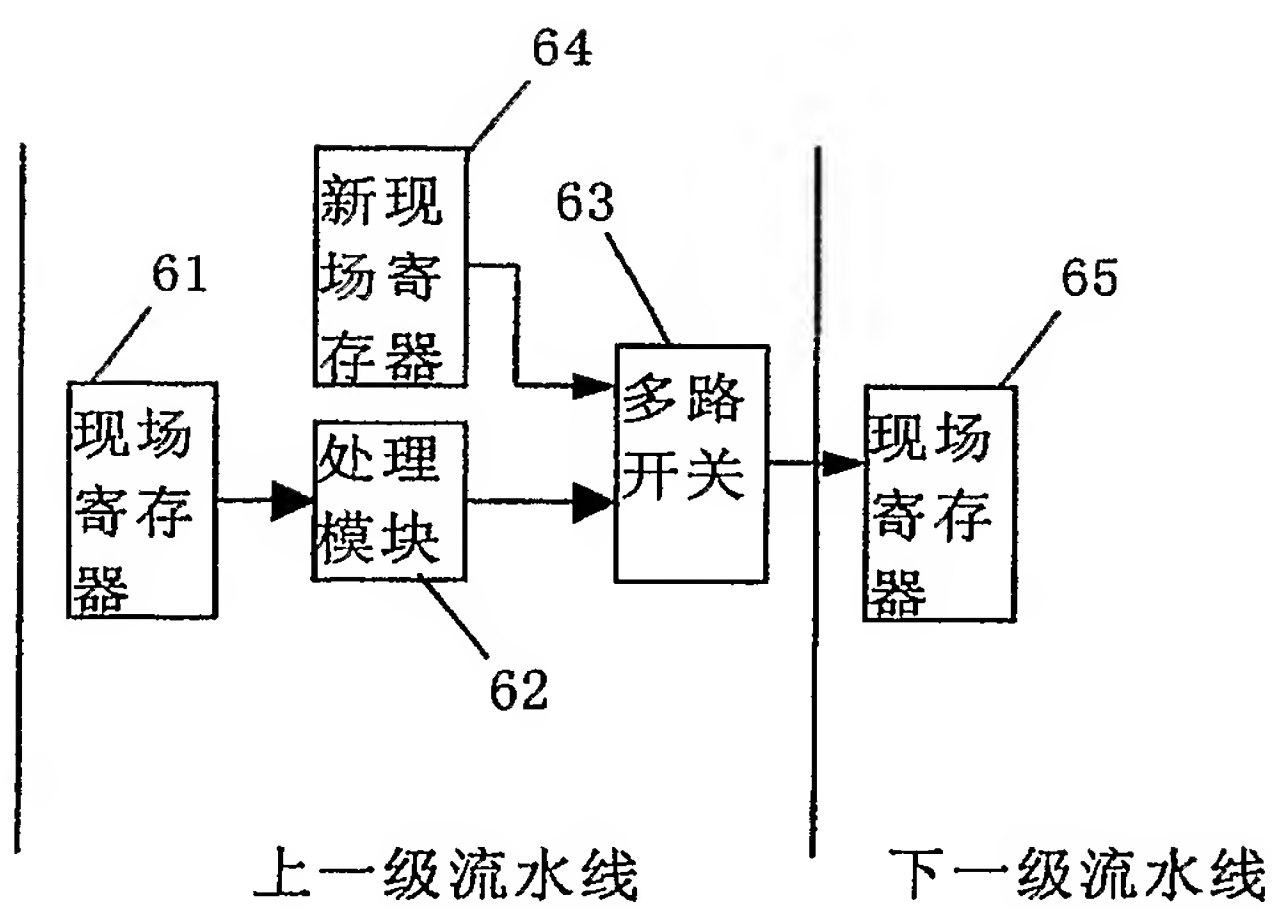 64
新现
场寄
存器
63
61
65
多路
开关
现场
寄存
器
处理
模块
现场
寄存
器
62
上一级流水线
下一级流水线